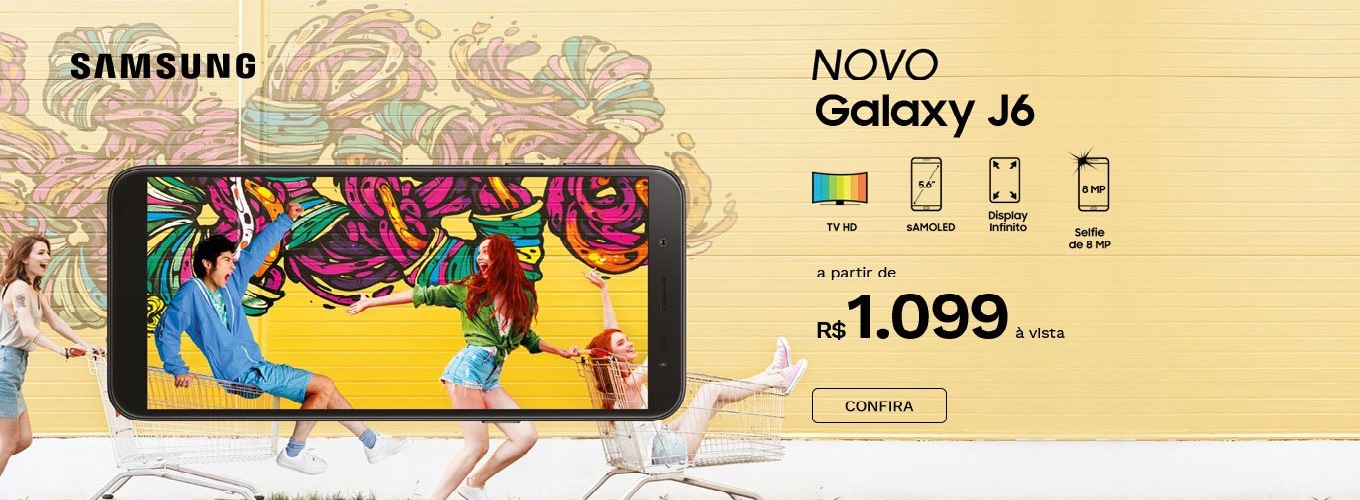 SAMSUNG
NOVO
Galaxy J6
5.6"
8 MP
TV HD
sAMOLED
Display
Infinito
Selfie
de 8 MP
a partir de
R$1.099 à vista
CONFIRA